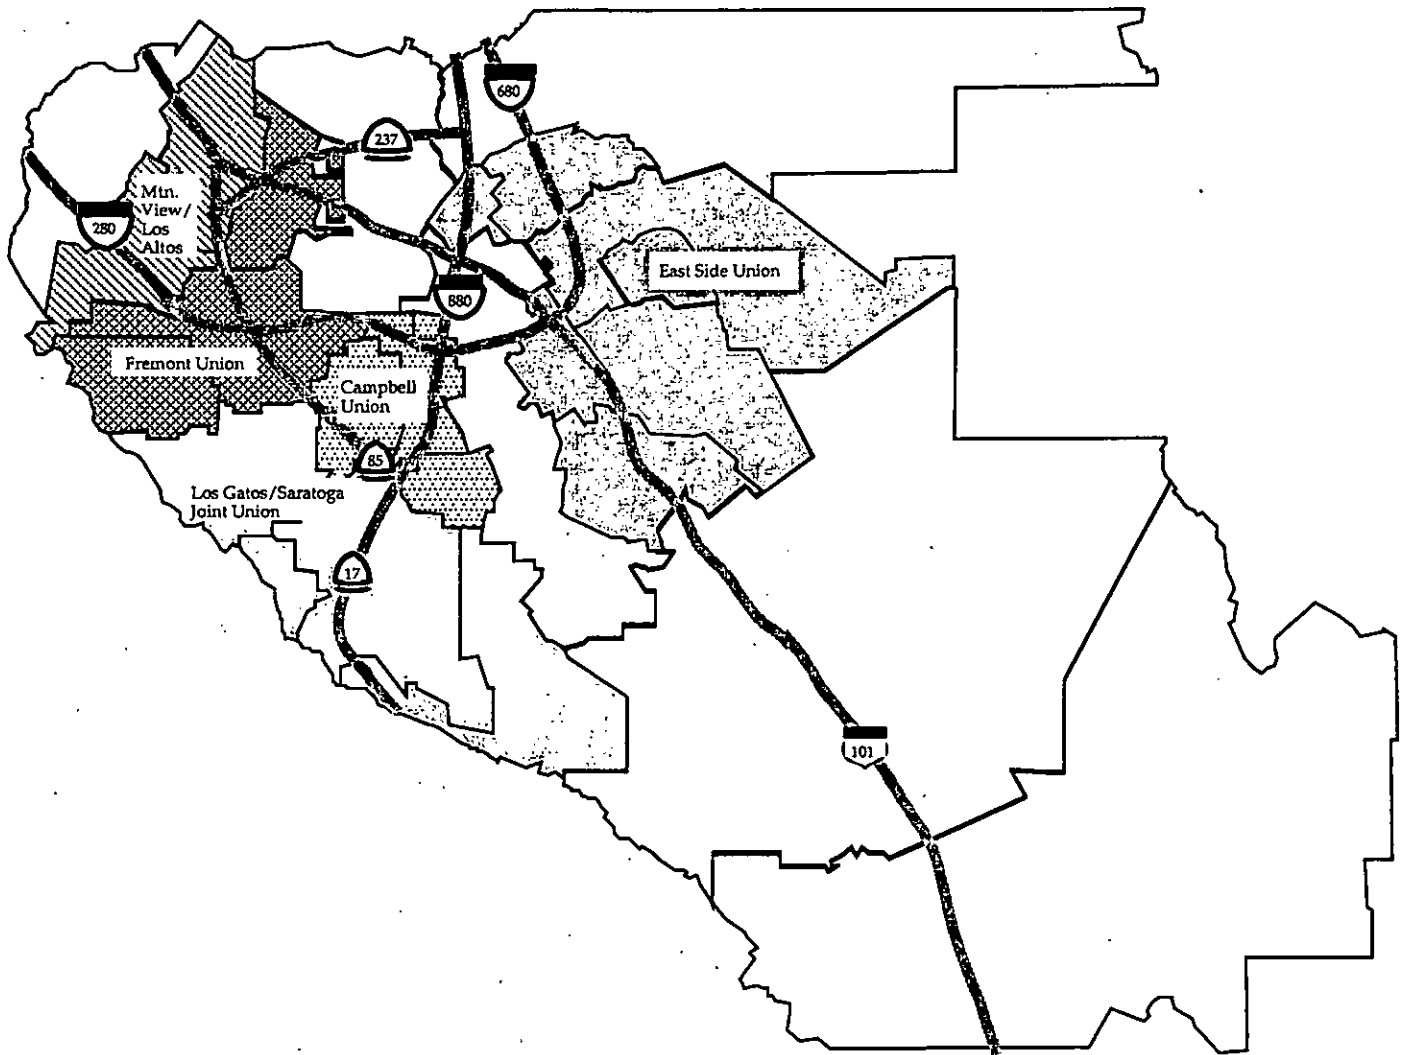 680
237
Mtn.
View/
Los
Altos
280
East Side Union
880
Fremont Union
Campbell
Union
85
Los Gatos/Saratoga
Joint Union
17
101